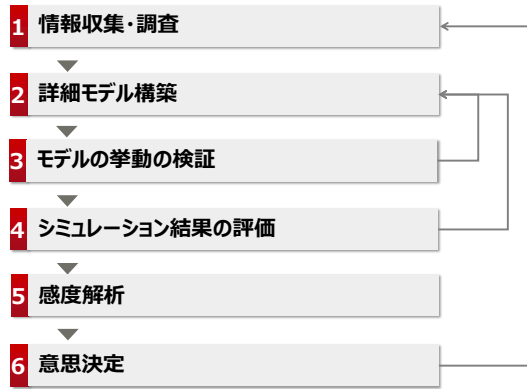 1 情報収集・調査
2 詳細モデル構築
3 モデルの挙動の検証
4 シミュレーション結果の評価
5 感度解析
6 意思決定